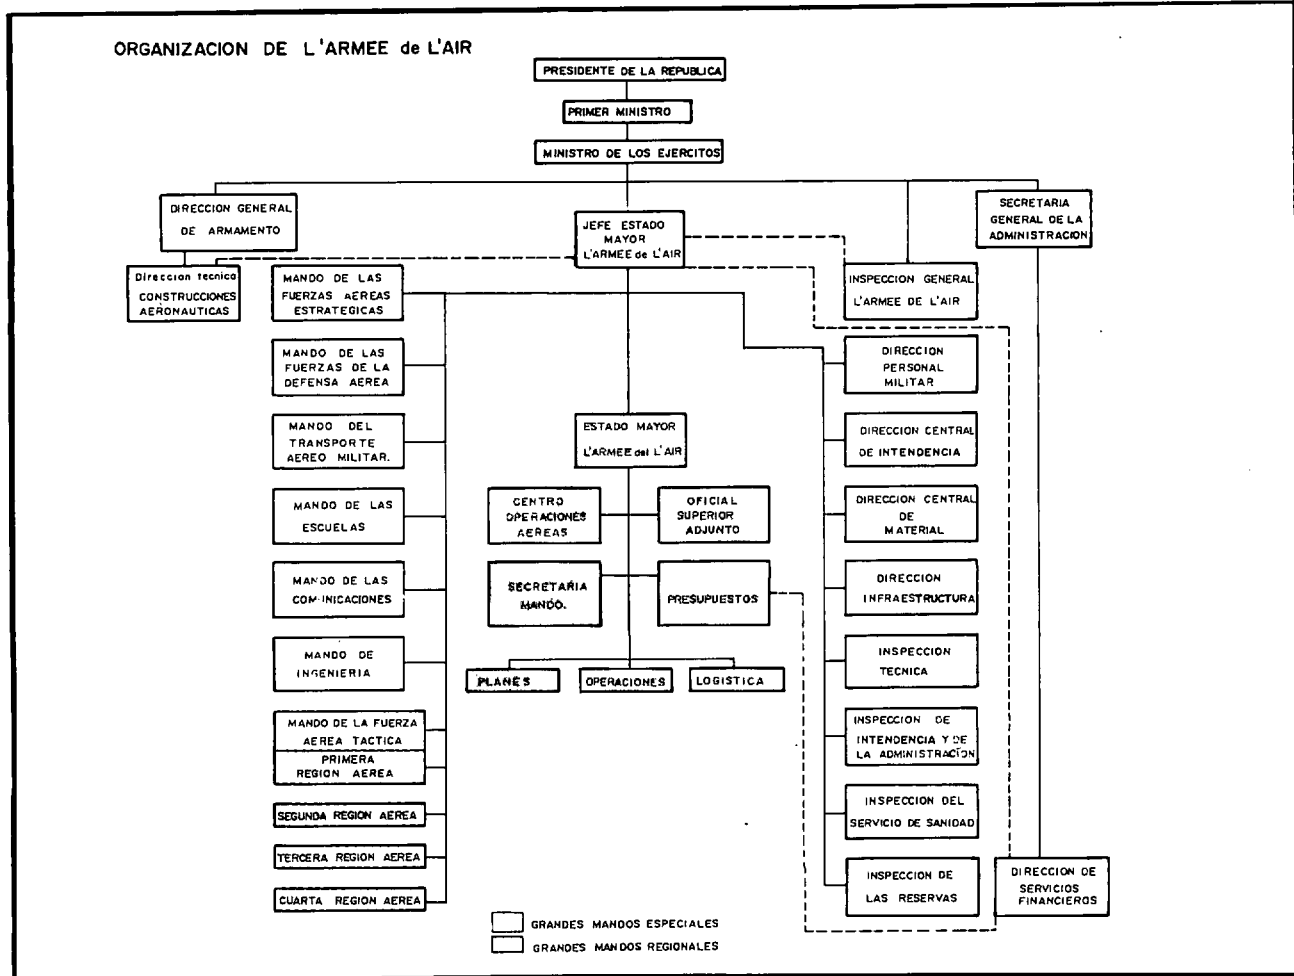 ORGANIZACION DE L'ARMEE de L'AIR
PRESIDENTE DE LA REPUBLICA
PRIMER MINISTRO
MINISTRO DE LOS EJERCITOS
DIRECCION GENERAL
DE ARMAMENTO
SECRETARIA
GENERAL DE LA
ADMINISTRACION
JEFE ESTADO
MAYOR
L'ARMEE de L'AIR
Direccion tecnica
CONSTRUCCIONES
AERONAUTICAS
INSPECCION GENERAL
L'ARMEE DE L'AIR
MANDO DE LAS
FUERZAS AEREAS
ESTRATEGICAS
MANDO DE LAS
FUERZAS DE LA
DEFENSA AEREA
MANDO DEL
TRANSPORTE
AEREO MILITAR.
MANDO DE LAS
ESCUELAS
MANDO DE LAS
COMUNICACIONES
MANDO DE
INGENIERIA
MANDO DE LA FUERZA
AEREA TACTICA
PRIMERA
REGION AEREA
SEGUNDA REGION AEREA
TERCERA REGION AEREA
CUARTA REGION AEREA
ESTADO MAYOR
L'ARMEE del L'AIR
CENTRO
OPERACIONES
AEREAS
OFICIAL
SUPERIOR
ADJUNTO
SECRETARIA
MANDO.
PRESUPUESTOS
PLANES
OPERACIONES
LOGISTICA
DIRECCION
PERSONAL
MILITAR
DIRECCION CENTRAL
DE INTENDENCIA
DIRECCION CENTRAL
DE
MATERIAL
DIRECCION
INFRAESTRUCTURA
INSPECCION
TECNICA
INSPECCION DE
INTENDENCIA Y DE
LA ADMINISTRACION
INSPECCION DEL
SERVICIO DE SANIDAD
INSPECCION DE
LAS RESERVAS
DIRECCION DE
SERVICIOS
FINANCIEROS
GRANDES MANDOS ESPECIALES
GRANDES MANDOS REGIONALES